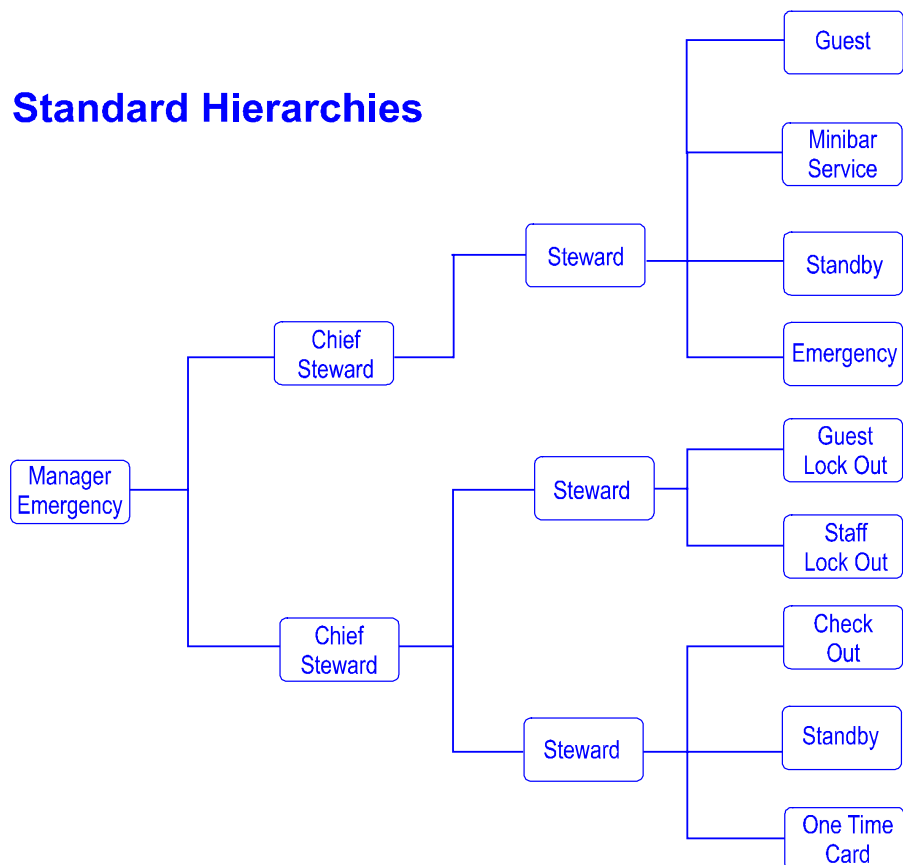 Standard Hierarchies
Guest
Minibar
Service
Steward
Standby
Chief
Steward
Emergency
Guest
Lock Out
Manager
Emergency
Steward
Staff
Lock Out
Chief
Steward
Check
Out
Steward
Standby
One Time
Card